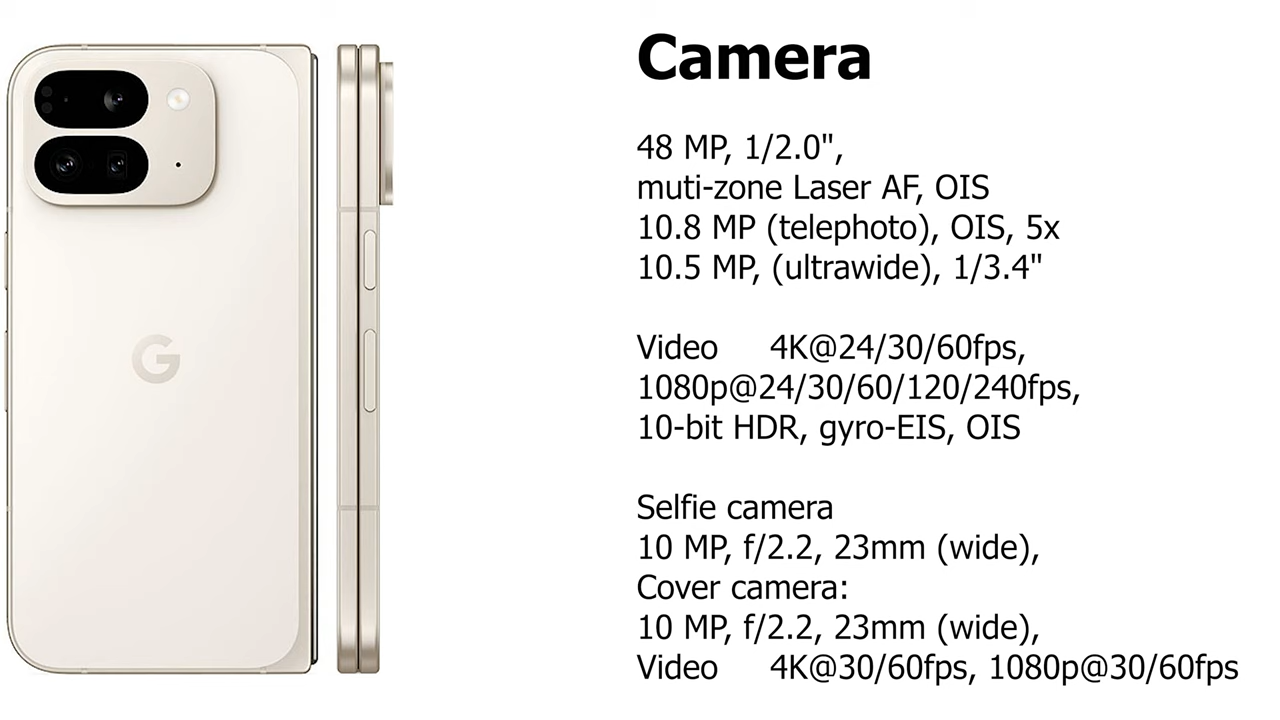 Camera
48 MP, 1/2.0",
muti-zone Laser AF, OIS
10.8 MP (telephoto), OIS, 5x
10.5 MP, (ultrawide), 1/3.4"
Video 4K@24/30/60fps,
1080p@24/30/60/120/240fps,
10-bit HDR, gyro-EIS, OIS
Selfie camera
10 MP, f/2.2, 23mm (wide),
Cover camera:
10 MP, f/2.2, 23mm (wide),
Video 4K@30/60fps, 1080p@30/60fps
G